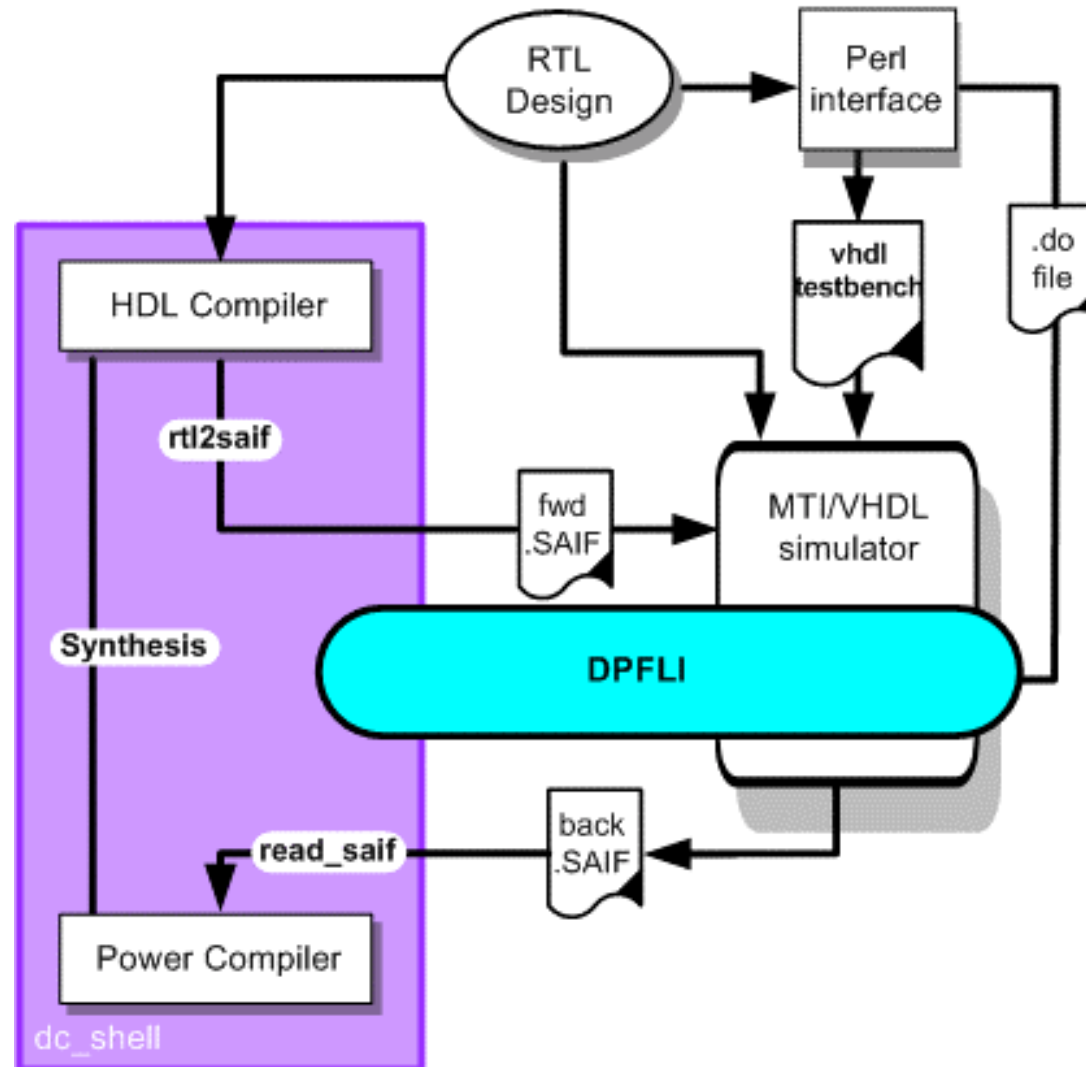 RTL
Design
Perl
interface
vhdl
testbench
.do
file
HDL Compiler
rtl2saif
fwd
.SAIF
MTI/VHDL
simulator
Synthesis
DPFLI
read_saif
back
.SAIF
Power Compiler
dc_shell